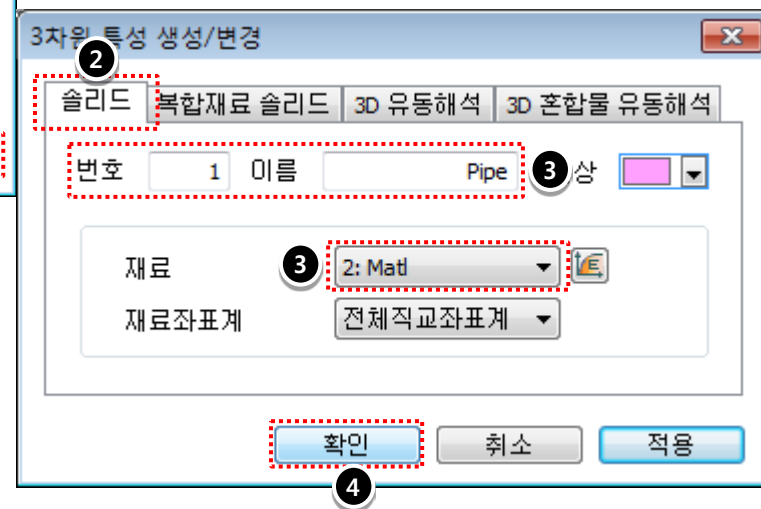 3차원 특성 생성/변경
2
솔리드 복합재료 솔리드 3D 유동해석 3D 혼합물 유동해석
번호 1 이름 Pipe 3 상
재료 3 2: Matl
재료좌표계 전체직교좌표계
확인 취소 적용
4